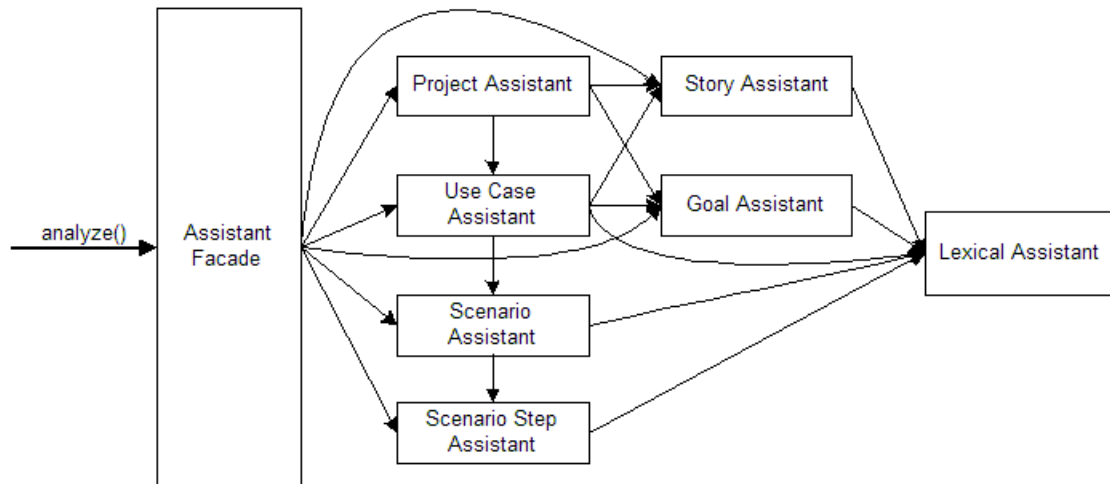 analyze()
Assistant
Facade
Project Assistant
Story Assistant
Use Case
Assistant
Goal Assistant
Lexical Assistant
Scenario
Assistant
Scenario Step
Assistant